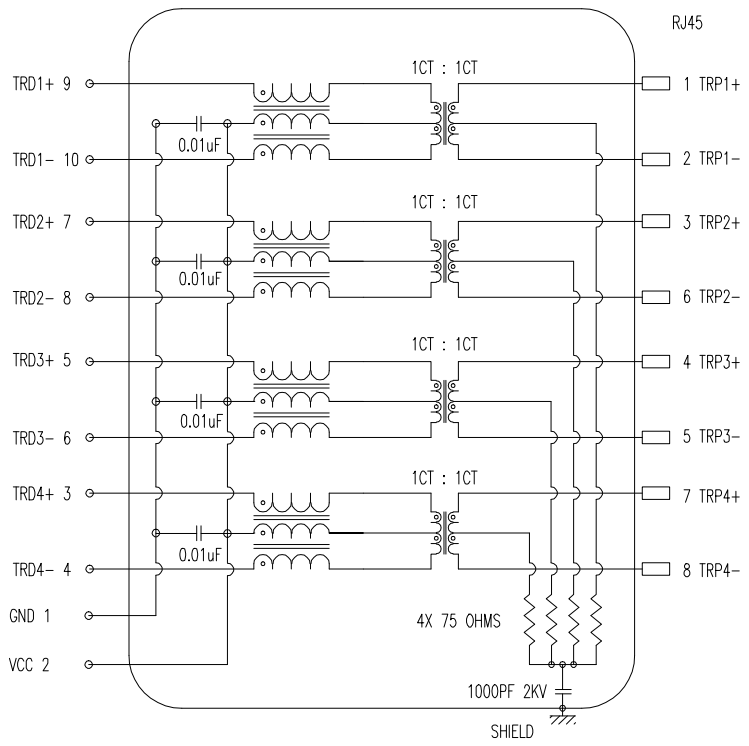 RJ45
1CT : 1CT
TRD1+ 9
1 TRP1+
0.01uF
TRD1- 10
2 TRP1-
1CT : 1CT
TRD2+ 7
3 TRP2+
0.01uF
TRD2- 8
6 TRP2-
1CT : 1CT
TRD3+ 5
4 TRP3+
0.01uF
TRD3- 6
5 TRP3-
1CT : 1CT
TRD4+ 3
7 TRP4+
0.01uF
TRD4- 4
8 TRP4-
GND 1
4X 75 OHMS
VCC 2
1000PF 2KV
SHIELD